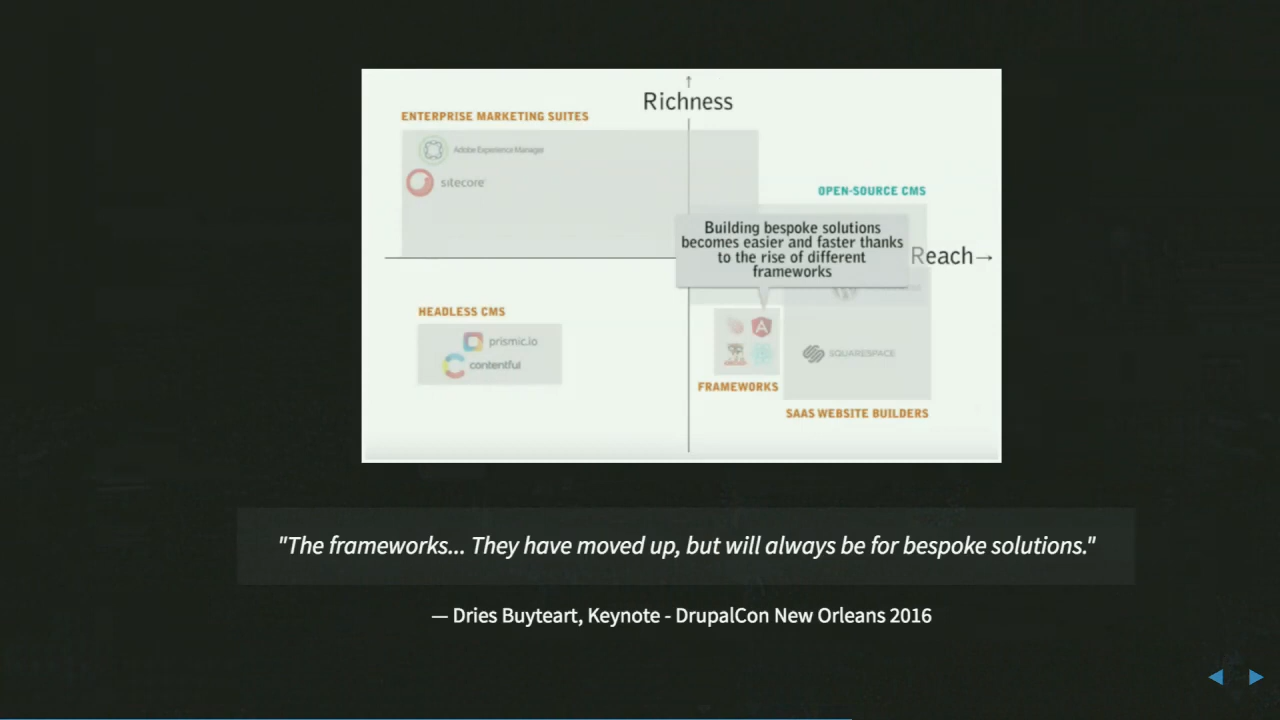 Richness
ENTERPRISE MARKETING SUITES
Adobe Experience Manager
sitecore
OPEN-SOURCE CMS
Building bespoke solutions
becomes easier and faster thanks
to the rise of different
frameworks
Reach→
HEADLESS CMS
prismic.io
contentful
SQUARESPACE
FRAMEWORKS
SAAS WEBSITE BUILDERS
"The frameworks... They have moved up, but will always be for bespoke solutions."
— Dries Buyteart, Keynote - DrupalCon New Orleans 2016